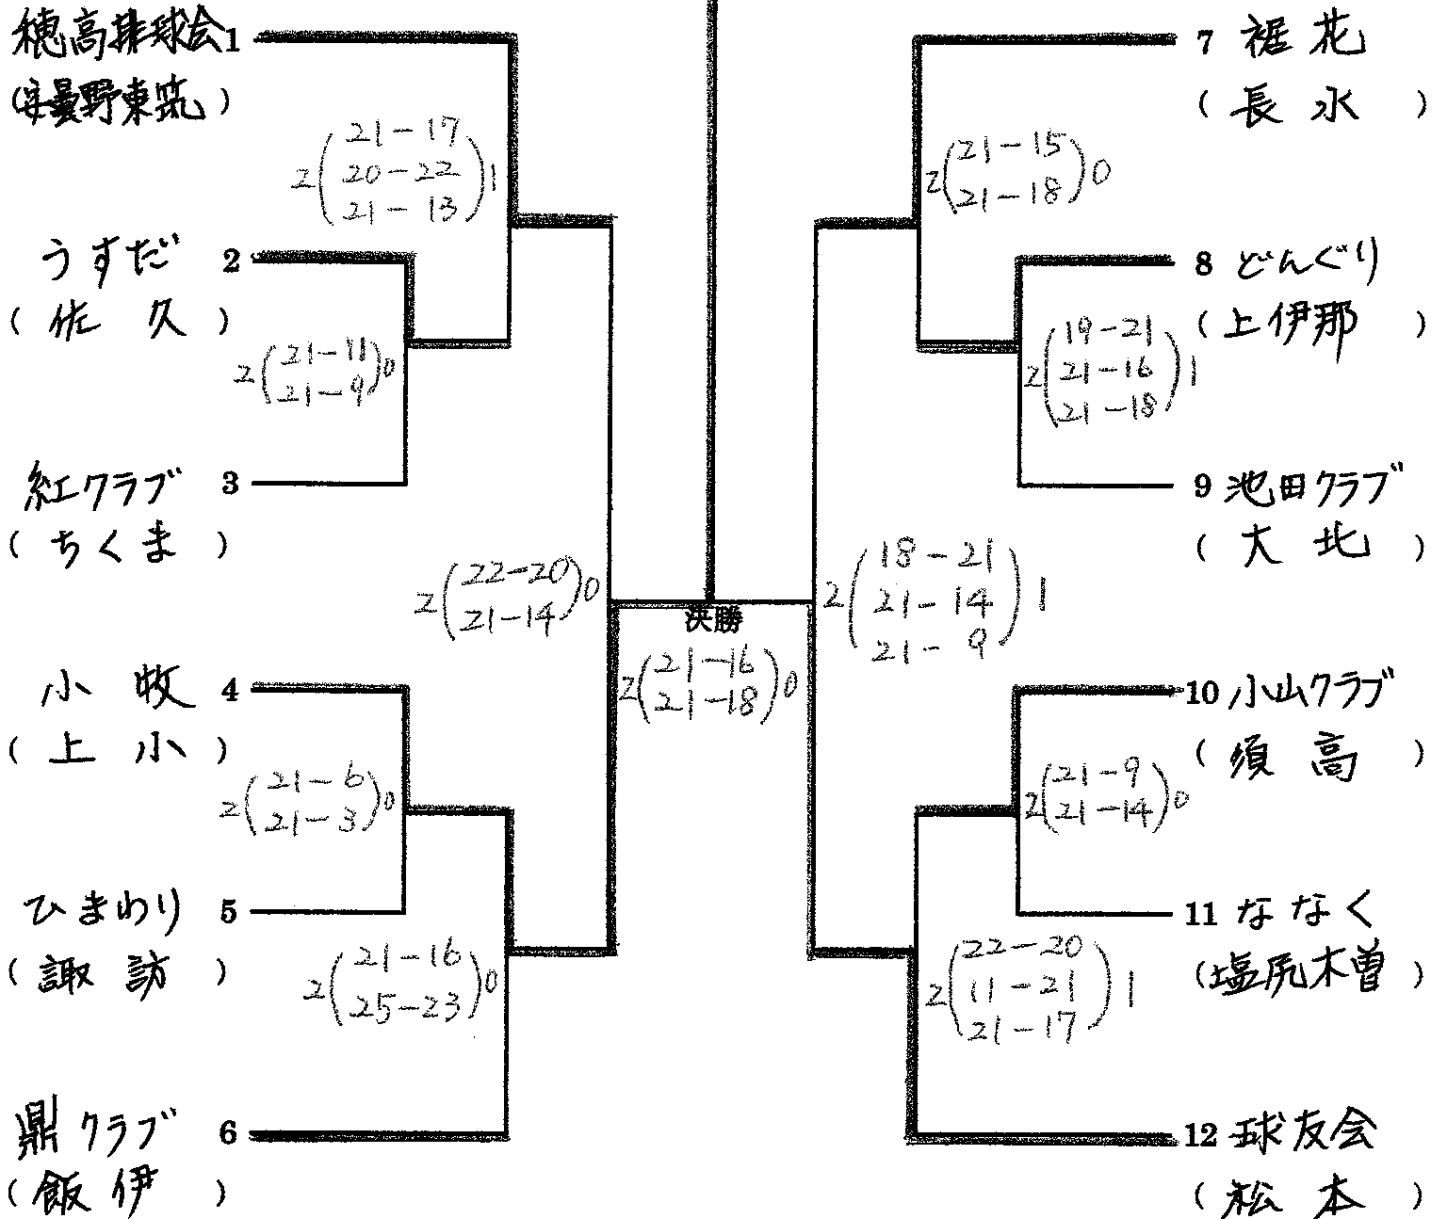 穂高排球会 1
(安曇野東筑)
2 ( 21-17
20-22
21-13 ) 1
うすだ 2
( 佐 久 )
2 ( 21-11
21-9 ) 0
紅クラブ 3
( ちくま )
2 ( 22-20
21-14 ) 0
小 牧 4
( 上 小 )
2 ( 21-6
21-3 ) 0
ひまわり 5
( 諏 訪 )
2 ( 21-16
25-23 ) 0
鼎クラブ 6
( 飯 伊 )
決勝
2 ( 21-16
21-18 ) 0
7 裾 花
( 長 水 )
2 ( 21-15
21-18 ) 0
8 どんぐり
( 上伊那 )
2 ( 19-21
21-16
21-18 ) 1
9 池田クラブ
( 大 北 )
2 ( 18-21
21-14
21-9 ) 1
10 小山クラブ
( 須 高 )
2 ( 21-9
21-14 ) 0
11 ななく
(塩尻木曽)
2 ( 22-20
11-21
21-17 ) 1
12 球友会
( 松 本 )